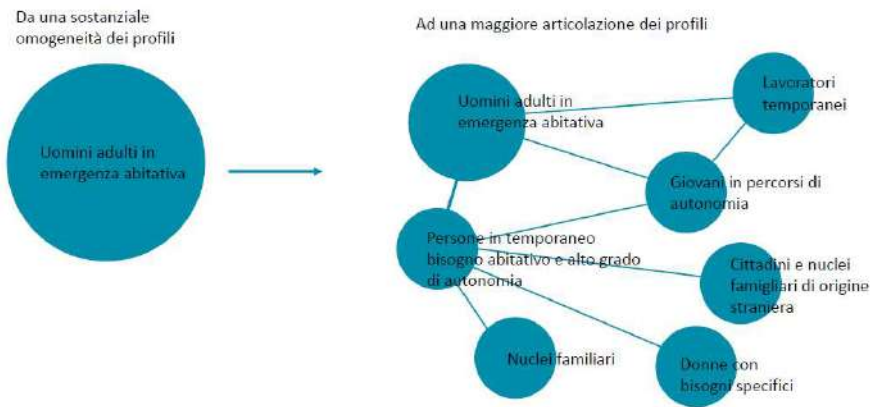 Da una sostanziale
omogeneità dei profili
Ad una maggiore articolazione dei profili
Uomini adulti in
emergenza abitativa
Uomini adulti in
emergenza abitativa
Lavoratori
temporanei
Giovani in percorsi di
autonomia
Persone in temporaneo
bisogno abitativo e alto grado
di autonomia
Cittadini e nuclei
famigliari di origine
straniera
Nuclei familiari
Donne con
bisogni specifici